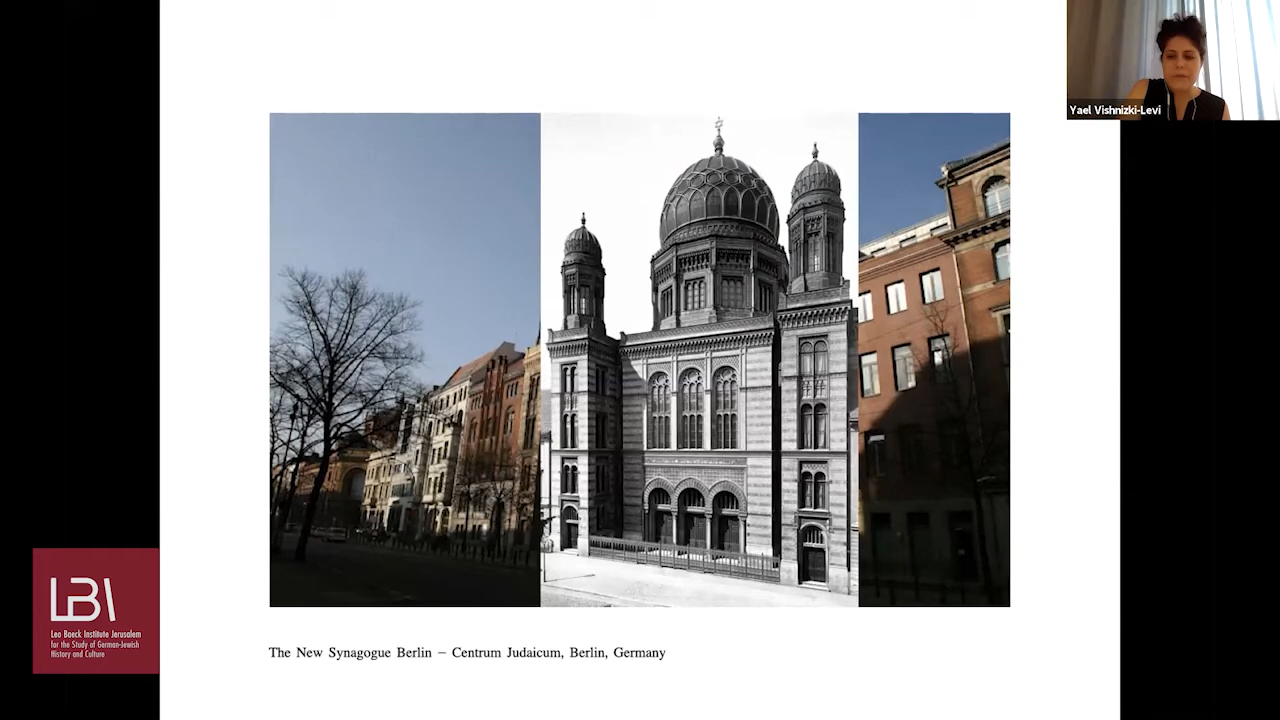 Yael Vishnizki-Levi
LBI
Leo Baeck Institute Jerusalem
for the Study of German-Jewish
History and Culture
The New Synagogue Berlin – Centrum Judaicum, Berlin, Germany